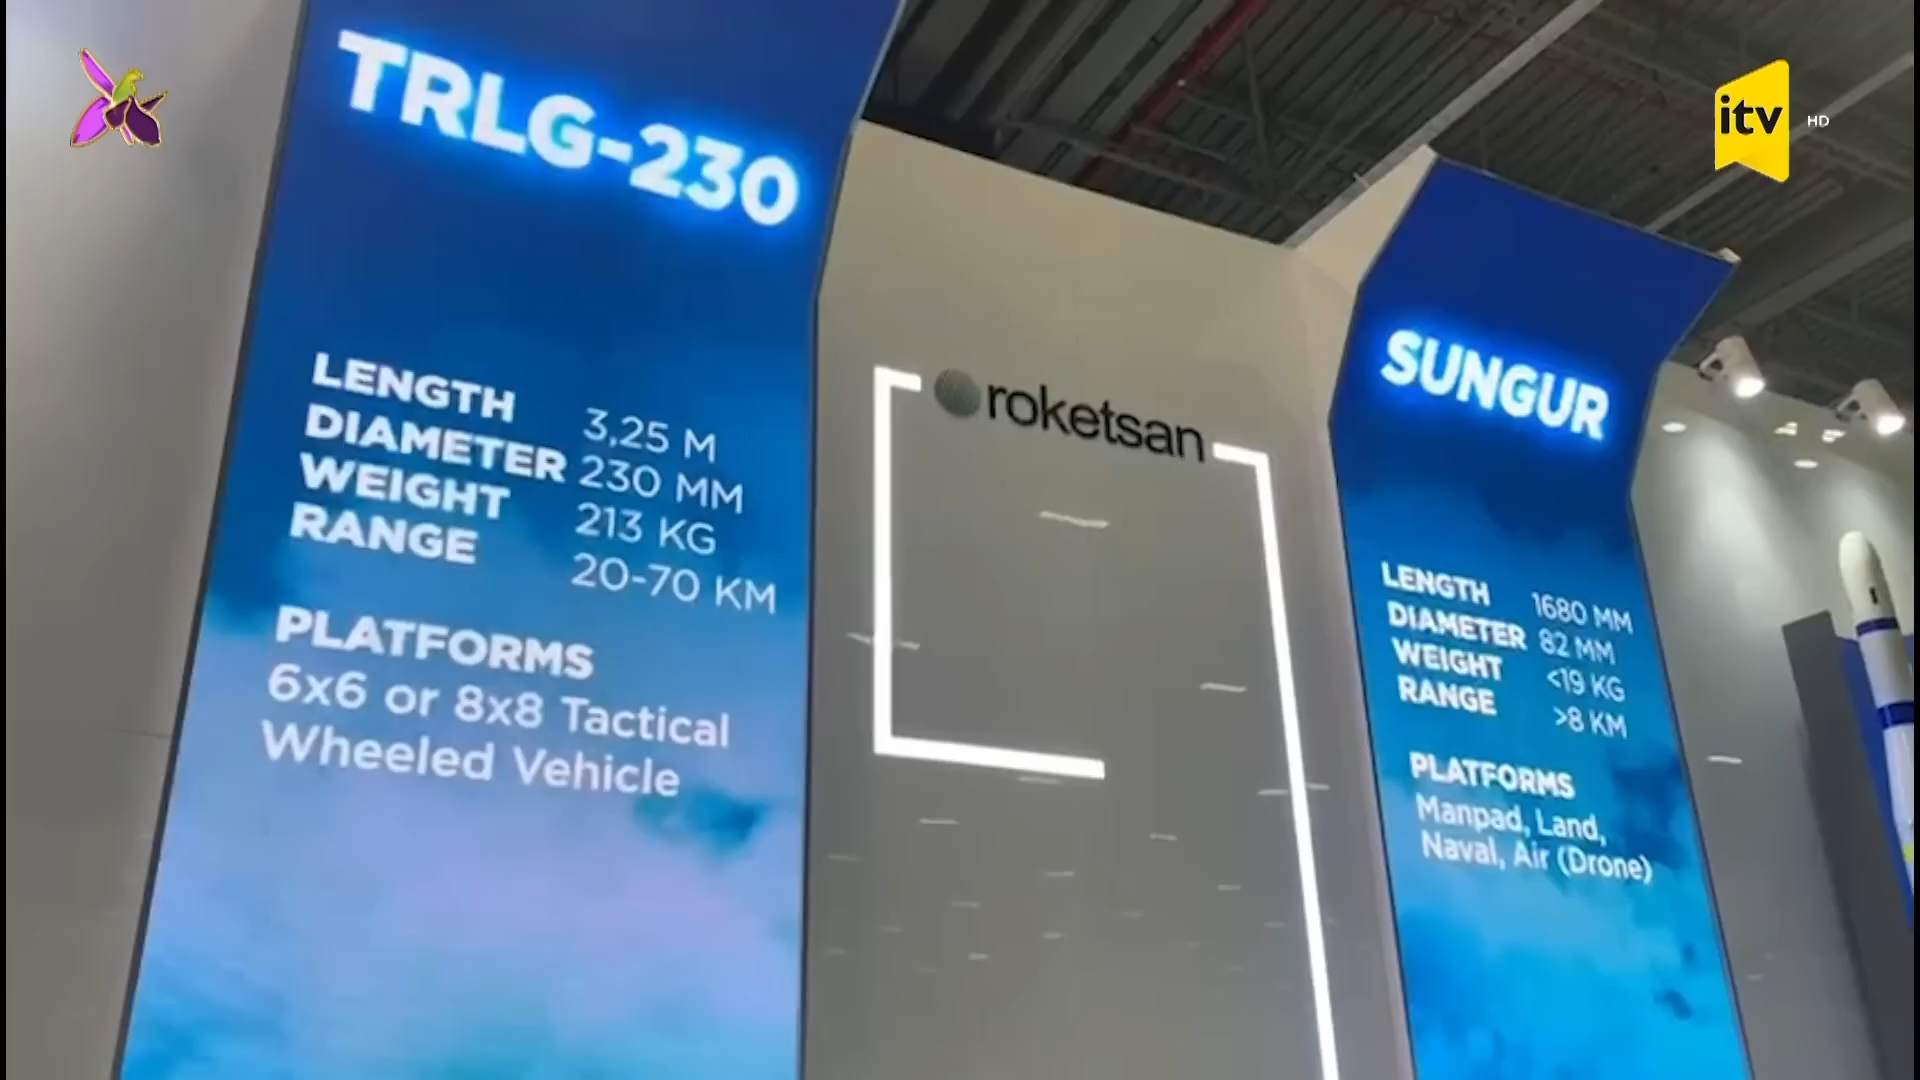 TRLG-230
LENGTH 3,25 M
DIAMETER 230 MM
WEIGHT 213 KG
RANGE 20-70 KM
PLATFORMS
6x6 or 8x8 Tactical
Wheeled Vehicle
roketsan
SUNGUR
LENGTH 1680 MM
DIAMETER 82 MM
WEIGHT <19 KG
RANGE >8 KM
PLATFORMS
Manpad, Land,
Naval, Air (Drone)
itv HD